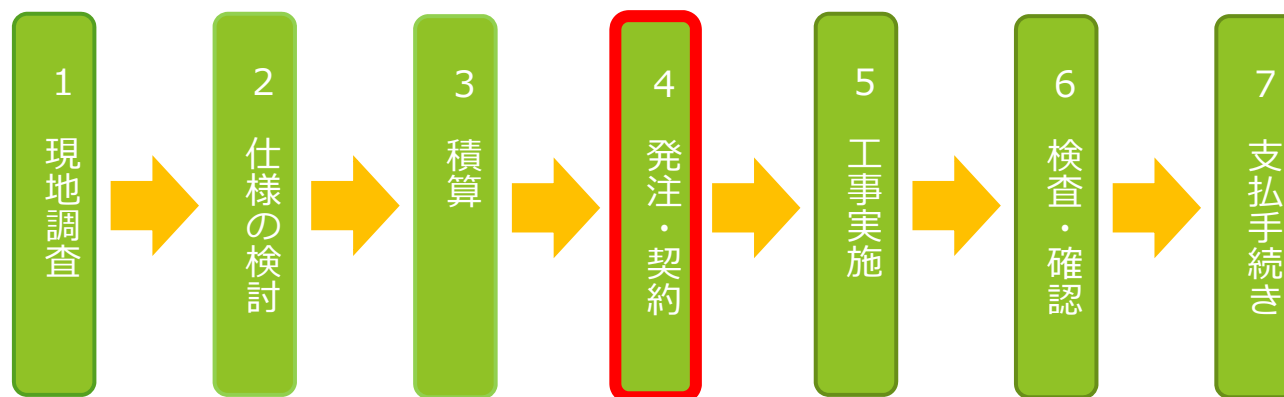 1 現地調査
2 仕様の検討
3 積算
4 発注・契約
5 工事実施
6 検査・確認
7 支払手続き